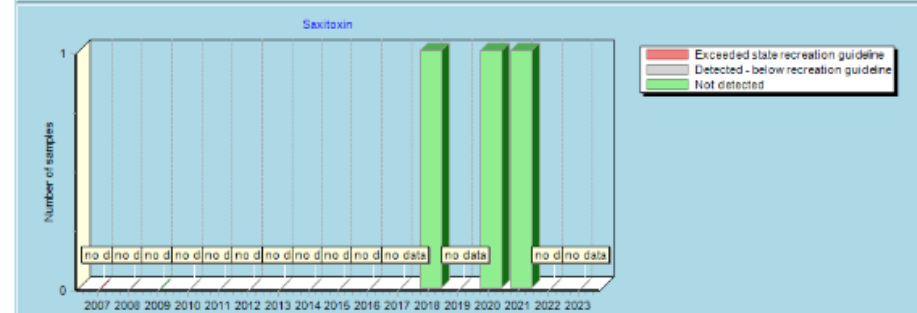 Saxitoxin
Exceeded state recreation guideline
Detected - below recreation guideline
Not detected
Number of samples
1
0
no d no d no d no d no d no d no d no d no d no d no data no data no d no data
2007 2008 2009 2010 2011 2012 2013 2014 2015 2016 2017 2018 2019 2020 2021 2022 2023